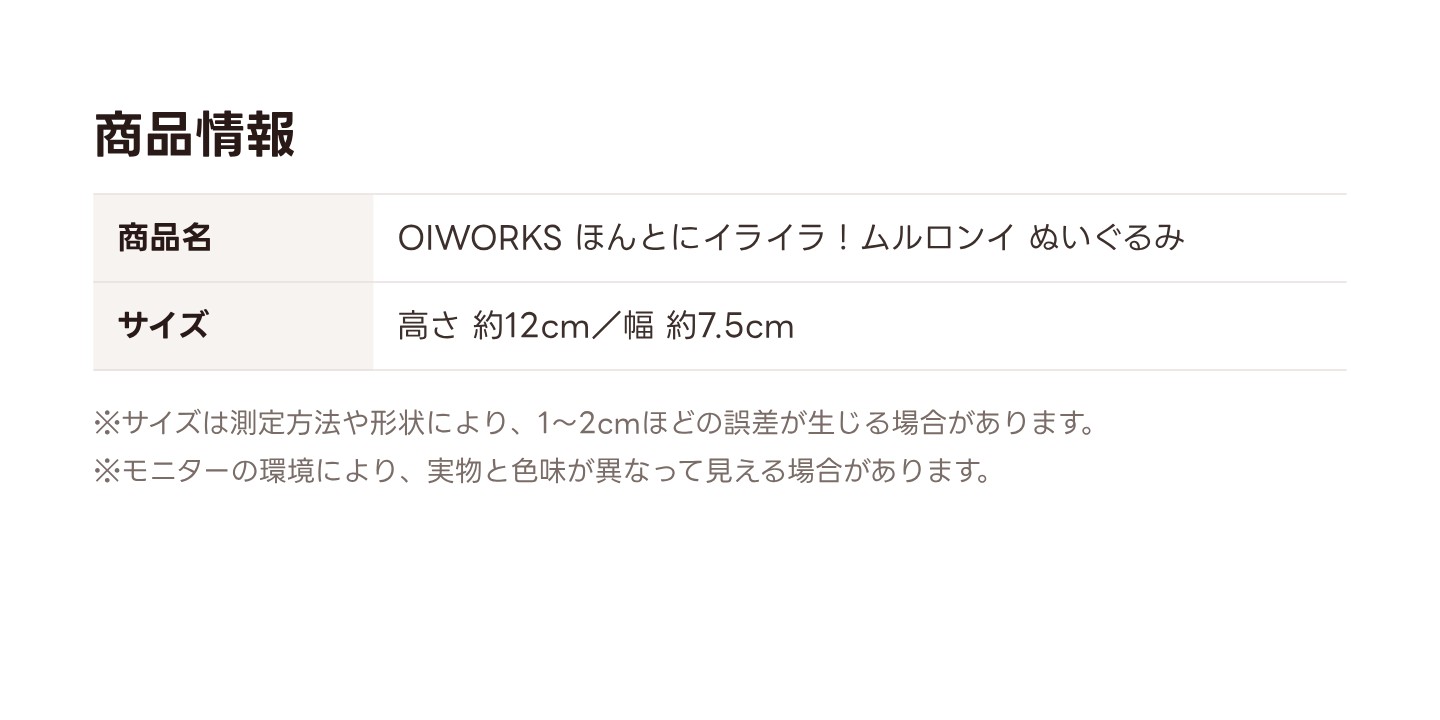 商品情報
商品名 OIWORKS ほんとにイライラ！ムルロンイ ぬいぐるみ
サイズ 高さ 約12cm／幅 約7.5cm
※サイズは測定方法や形状により、1〜2cmほどの誤差が生じる場合があります。
※モニターの環境により、実物と色味が異なって見える場合があります。